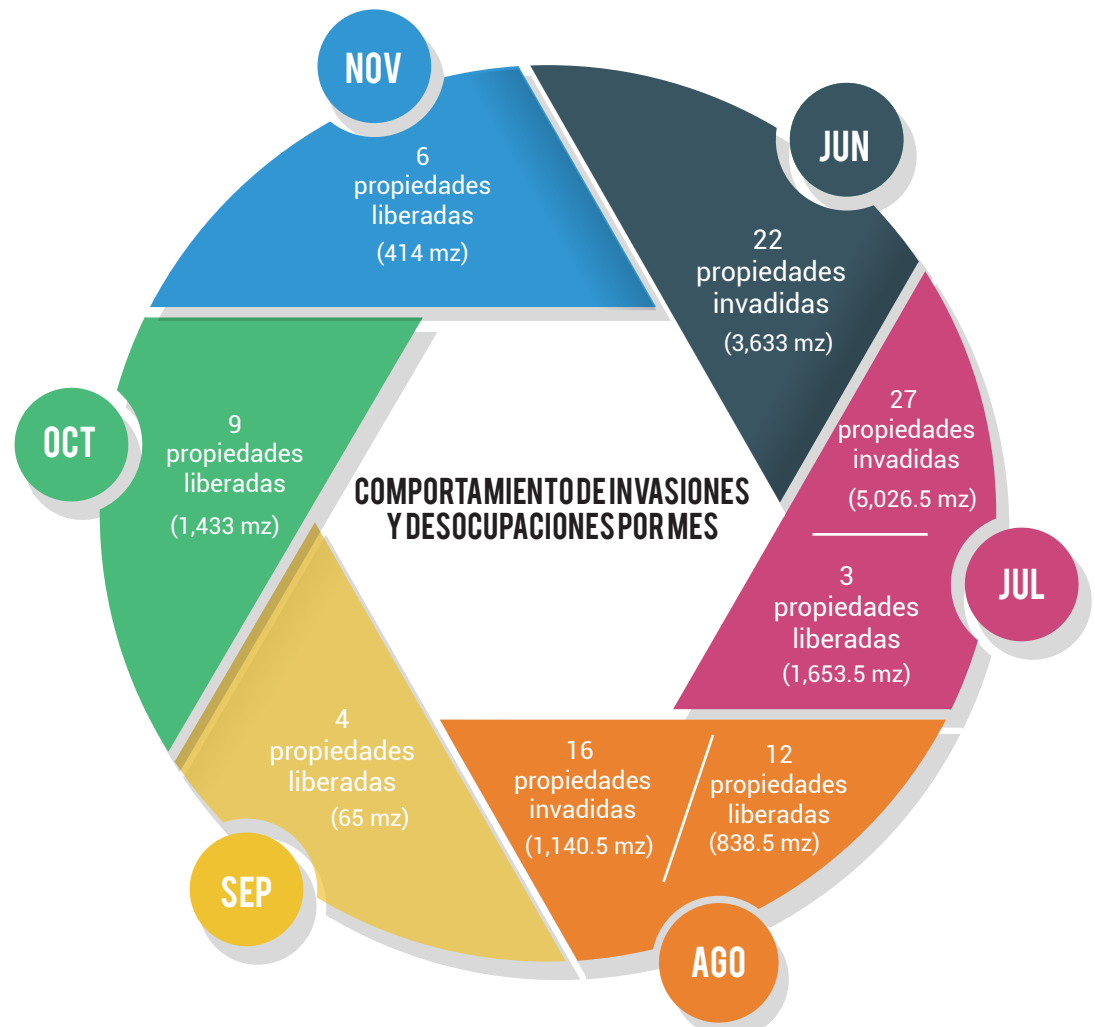 COMPORTAMIENTO DE INVASIONES
Y DESOCUPACIONES POR MES
JUN
22
propiedades
invadidas
(3,633 mz)
JUL
27
propiedades
invadidas
(5,026.5 mz)
3
propiedades
liberadas
(1,653.5 mz)
AGO
16
propiedades
invadidas
(1,140.5 mz)
12
propiedades
liberadas
(838.5 mz)
SEP
4
propiedades
liberadas
(65 mz)
OCT
9
propiedades
liberadas
(1,433 mz)
NOV
6
propiedades
liberadas
(414 mz)